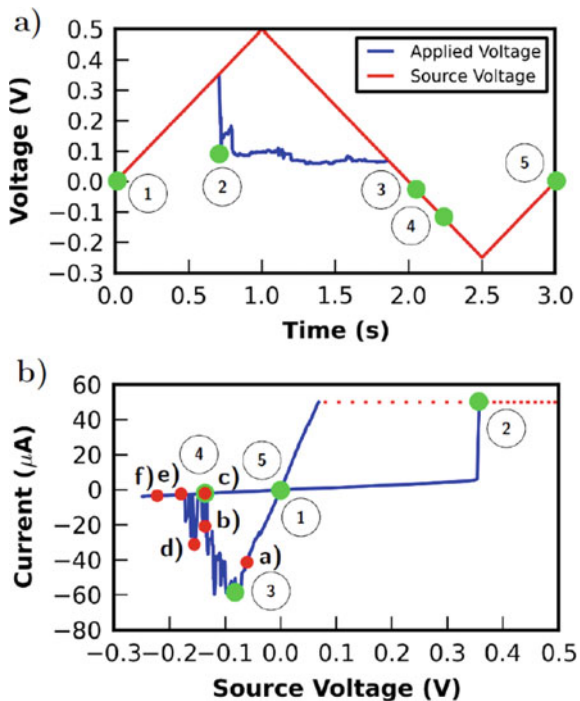 a)
0.5
0.4
0.3
0.2
0.1
0.0
−0.1
−0.2
−0.3
Voltage (V)
Applied Voltage
Source Voltage
1
2
3
4
5
0.0 0.5 1.0 1.5 2.0 2.5 3.0
Time (s)
b)
60
40
20
0
−20
−40
−60
−80
Current (μA)
f) e) 4 c) 5
2
1
b)
d)
a)
3
−0.3 −0.2 −0.1 0.0 0.1 0.2 0.3 0.4 0.5
Source Voltage (V)